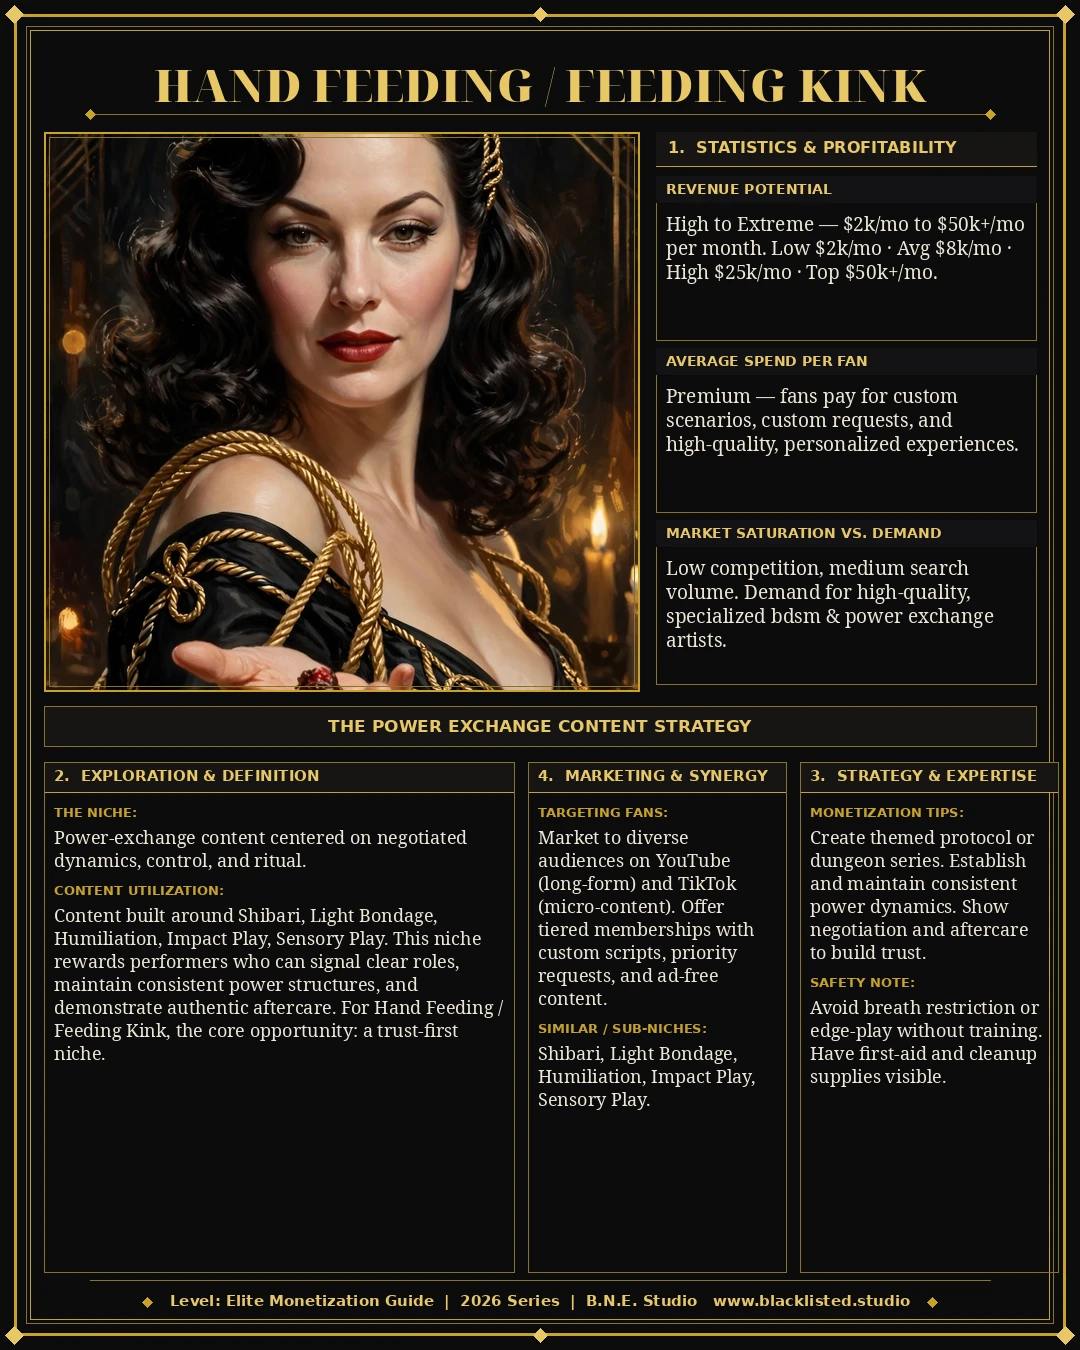 HAND FEEDING / FEEDING KINK
1. STATISTICS & PROFITABILITY
REVENUE POTENTIAL
High to Extreme — $2k/mo to $50k+/mo
per month. Low $2k/mo · Avg $8k/mo ·
High $25k/mo · Top $50k+/mo.
AVERAGE SPEND PER FAN
Premium — fans pay for custom
scenarios, custom requests, and
high-quality, personalized experiences.
MARKET SATURATION VS. DEMAND
Low competition, medium search
volume. Demand for high-quality,
specialized bdsm & power exchange
artists.
THE POWER EXCHANGE CONTENT STRATEGY
2. EXPLORATION & DEFINITION
THE NICHE:
Power-exchange content centered on negotiated
dynamics, control, and ritual.
CONTENT UTILIZATION:
Content built around Shibari, Light Bondage,
Humiliation, Impact Play, Sensory Play. This niche
rewards performers who can signal clear roles,
maintain consistent power structures, and
demonstrate authentic aftercare. For Hand Feeding /
Feeding Kink, the core opportunity: a trust-first
niche.
4. MARKETING & SYNERGY
TARGETING FANS:
Market to diverse
audiences on YouTube
(long-form) and TikTok
(micro-content). Offer
tiered memberships with
custom scripts, priority
requests, and ad-free
content.
SIMILAR / SUB-NICHES:
Shibari, Light Bondage,
Humiliation, Impact Play,
Sensory Play.
3. STRATEGY & EXPERTISE
MONETIZATION TIPS:
Create themed protocol or
dungeon series. Establish
and maintain consistent
power dynamics. Show
negotiation and aftercare
to build trust.
SAFETY NOTE:
Avoid breath restriction or
edge-play without training.
Have first-aid and cleanup
supplies visible.
Level: Elite Monetization Guide | 2026 Series | B.N.E. Studio www.blacklisted.studio